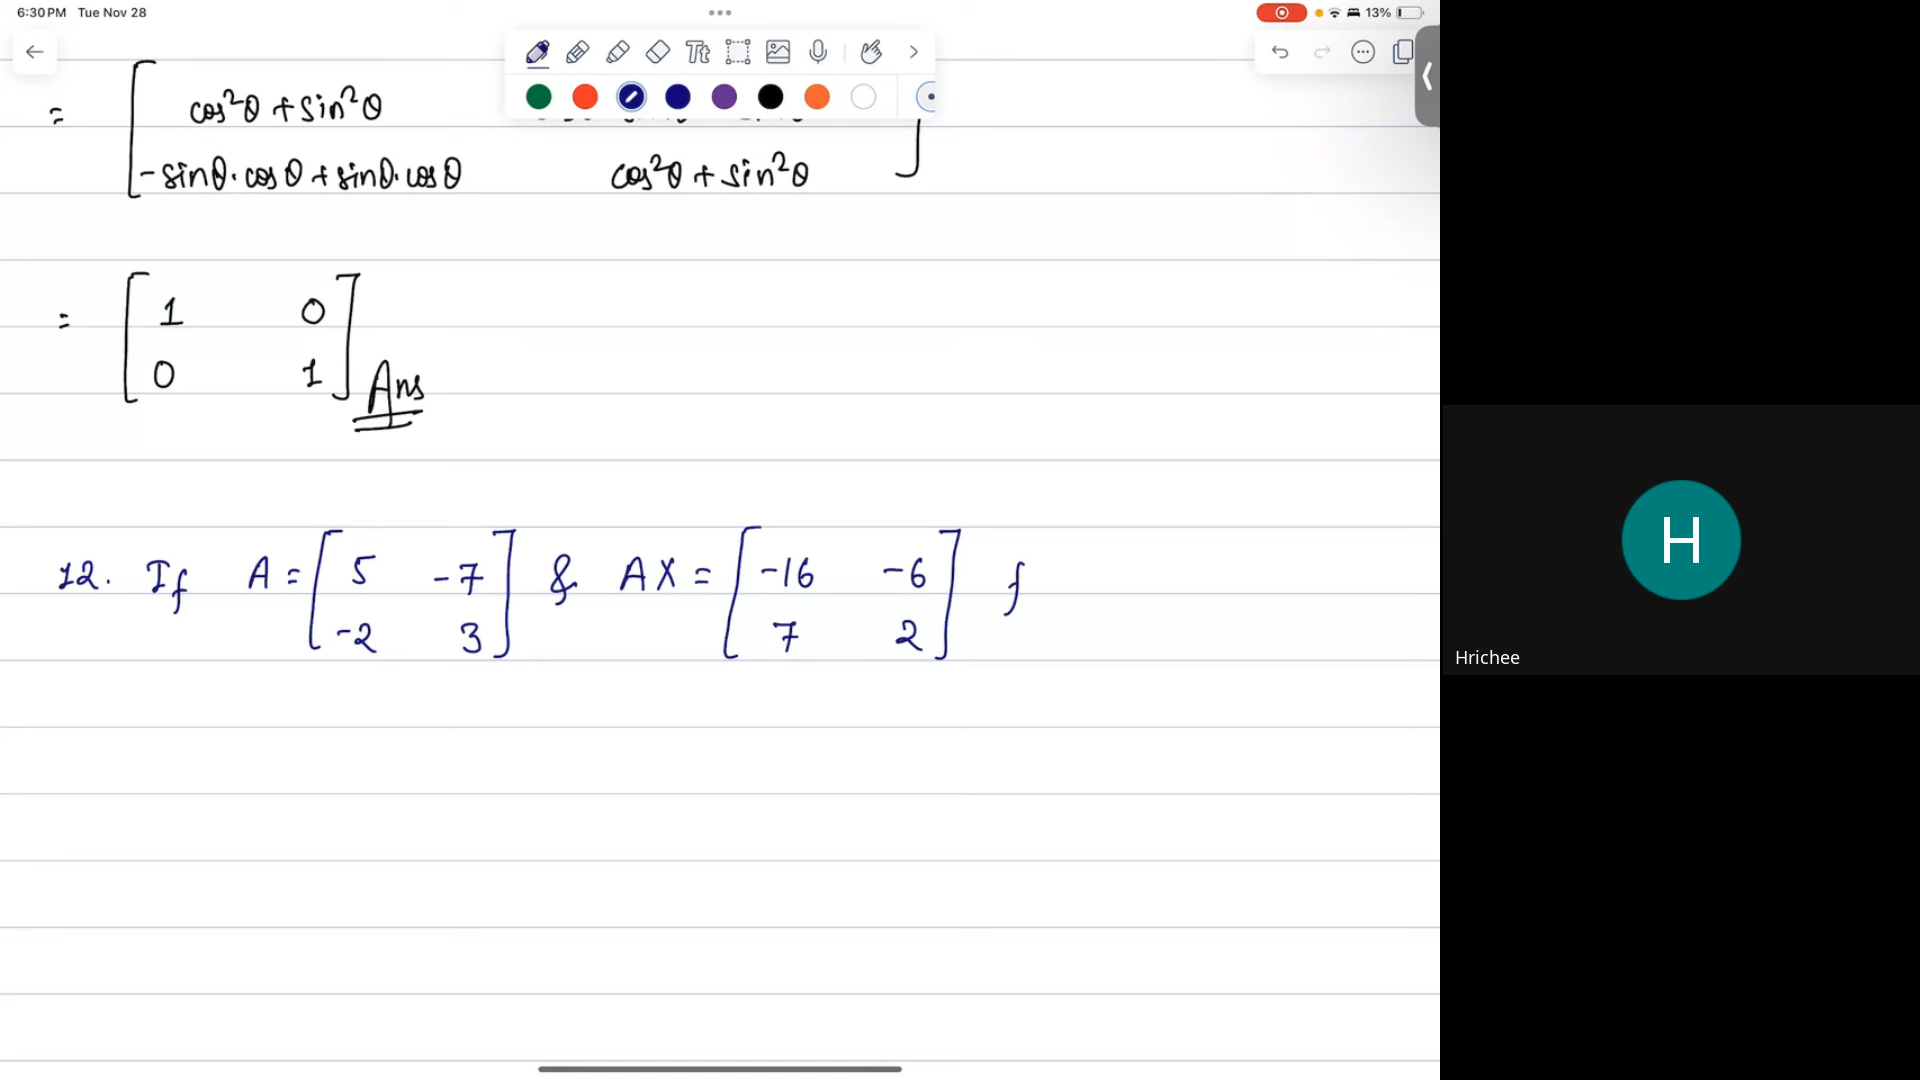 6:30 PM Tue Nov 28
13%
Tt
= [ cos²θ + sin²θ
-sinθ.cosθ + sinθ.cosθ cos²θ + sin²θ ]
= [ 1 0
0 1 ] Ans
12. If A = [ 5 -7 ] & AX = [ -16 -6 ] f
-2 3 7 2
H
Hrichee